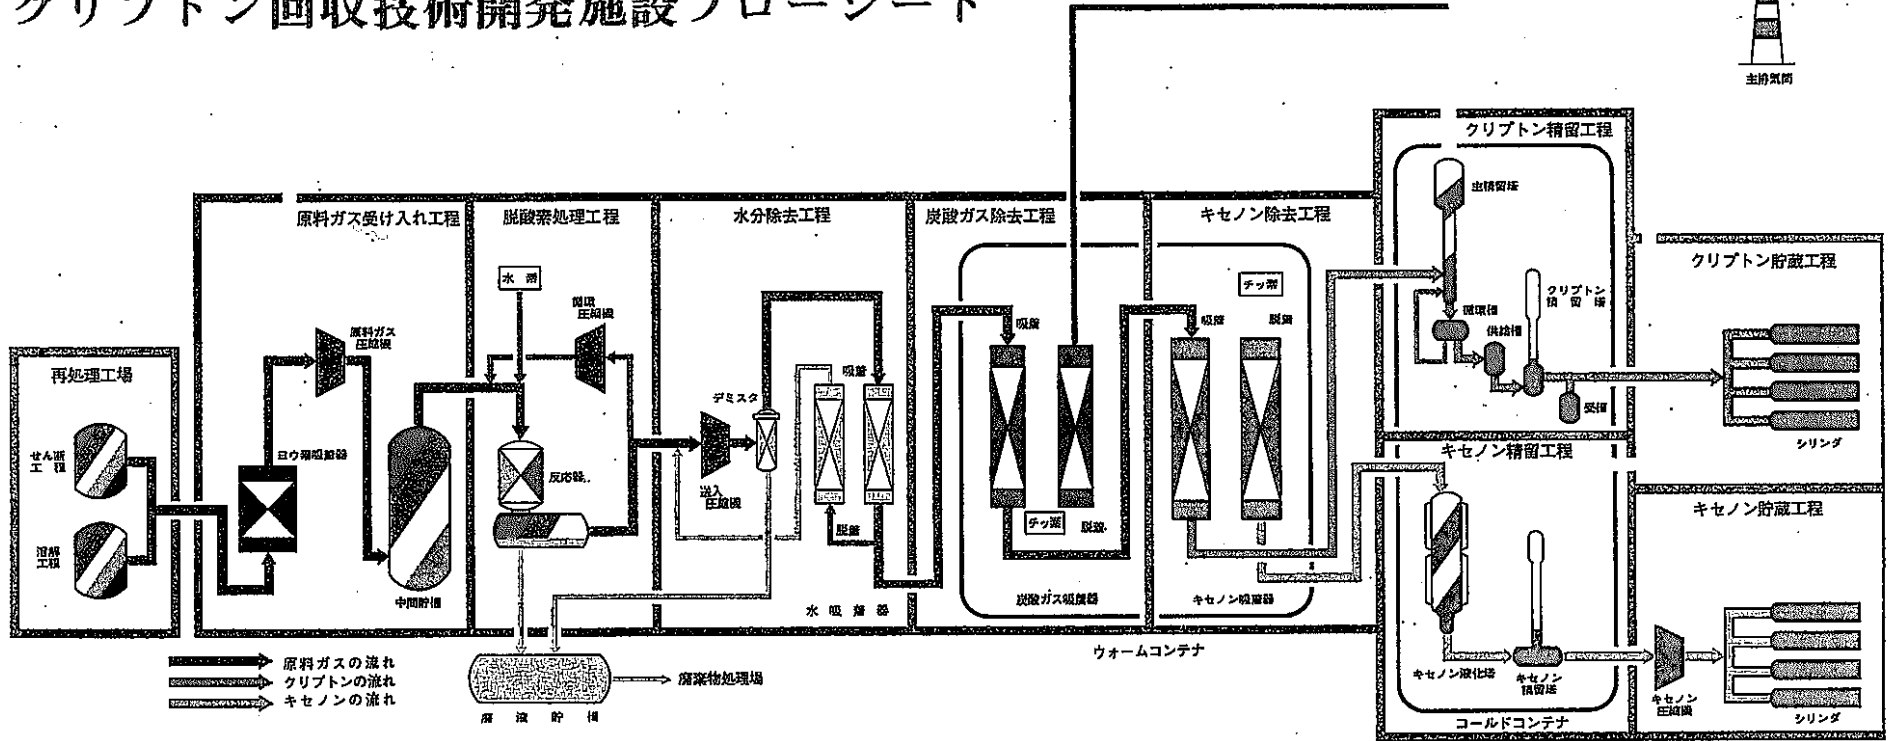 クリプトン回収技術開発施設フローシート
主排気筒
クリプトン精留工程
主精留塔
原料ガス受け入れ工程
脱酸素処理工程
水分除去工程
炭酸ガス除去工程
キセノン除去工程
クリプトン貯蔵工程
水素
循環
圧縮機
チッ素
クリプトン
精留塔
循環槽
供給槽
原料ガス
圧縮機
吸着
吸着
脱着
再処理工場
吸着
デミスタ
受槽
シリンダ
せん断
工程
ヨウ素吸着器
反応器
キセノン精留工程
送入
圧縮機
キセノン貯蔵工程
チッ素
脱着
脱着
溶解
工程
中間貯槽
水吸着器
炭酸ガス吸着器
キセノン吸着器
ウォームコンテナ
原料ガスの流れ
クリプトンの流れ
キセノンの流れ
廃棄物処理場
キセノン液化塔
キセノン
精留塔
キセノン
圧縮機
廃液貯槽
コールドコンテナ
シリンダ